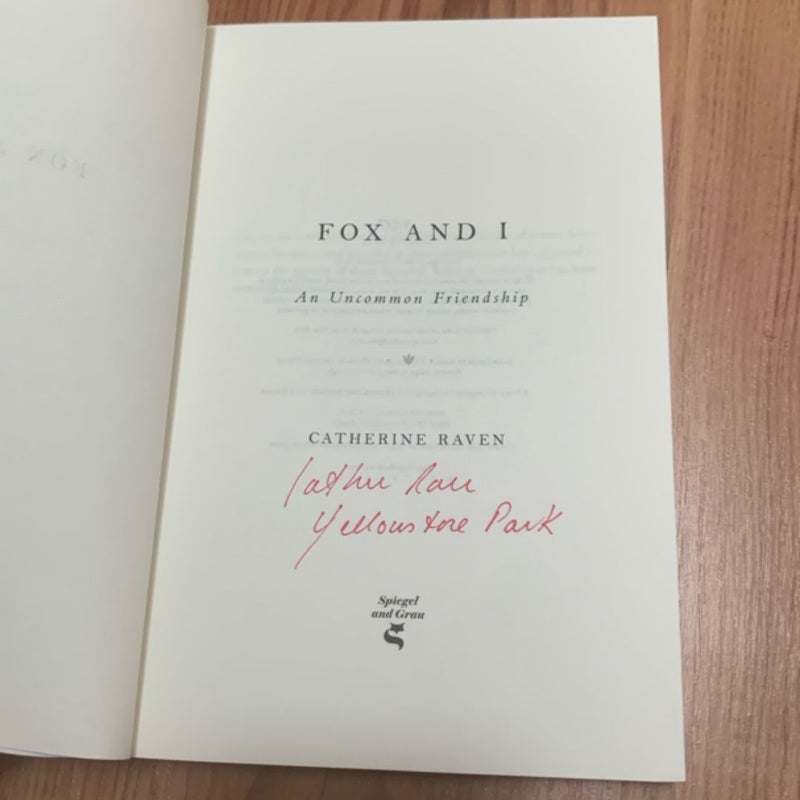 FOX AND I
An Uncommon Friendship
CATHERINE RAVEN
Yellowstone Park
Spiegel
and Grau